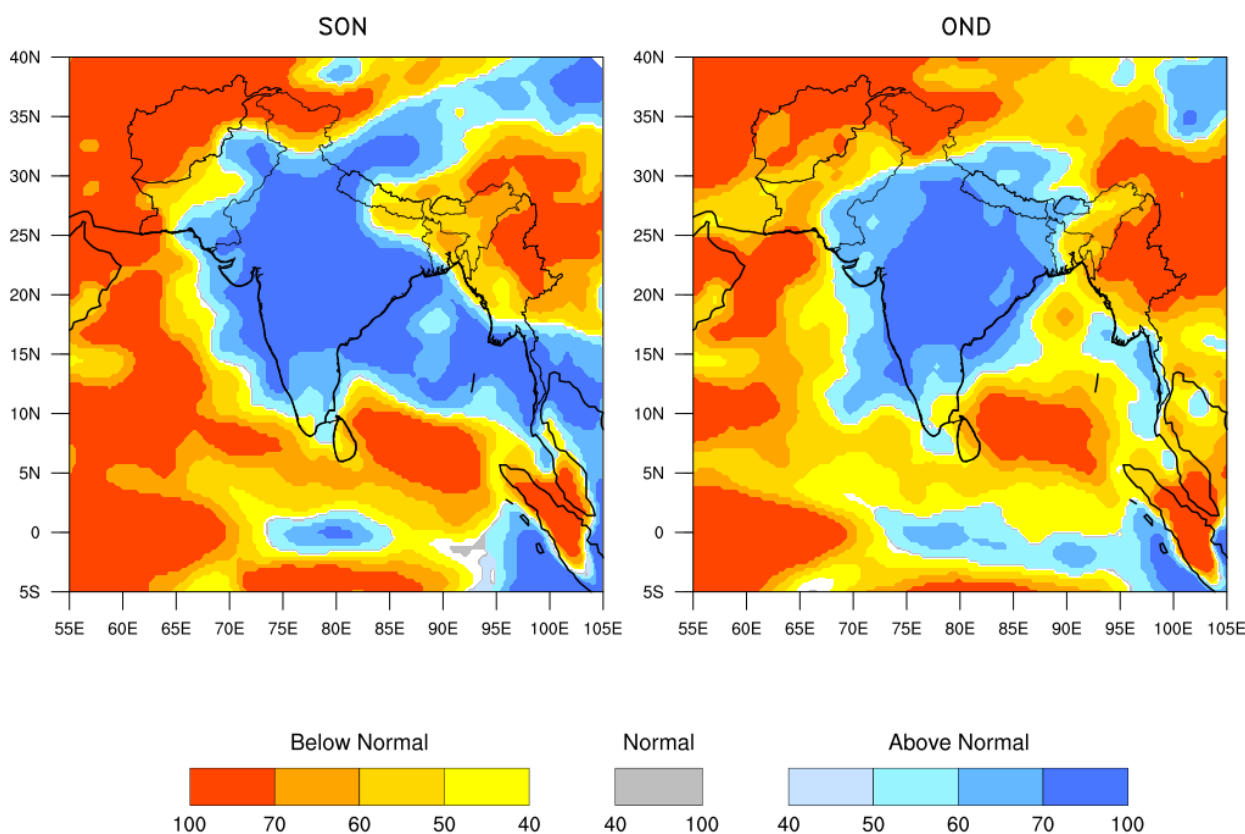 SON OND
40N 40N
35N 35N
30N 30N
25N 25N
20N 20N
15N 15N
10N 10N
5N 5N
0 0
5S 5S
55E 60E 65E 70E 75E 80E 85E 90E 95E 100E 105E 55E 60E 65E 70E 75E 80E 85E 90E 95E 100E 105E
Below Normal Normal Above Normal
100 70 60 50 40 40 100 40 50 60 70 100